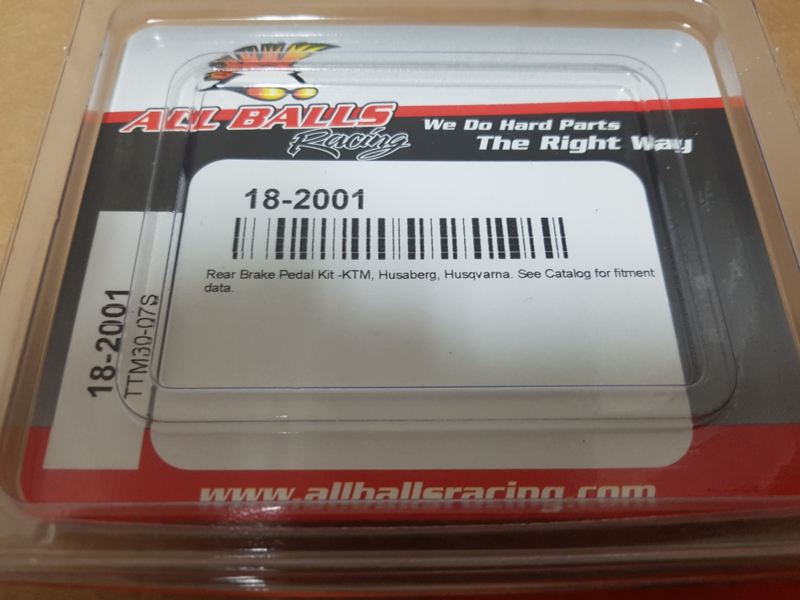 ALL BALLS
Racing
We Do Hard Parts
The Right Way
18-2001
Rear Brake Pedal Kit -KTM, Husaberg, Husqvarna. See Catalog for fitment
data.
18-2001
TTM30-07S
www.allballsracing.com